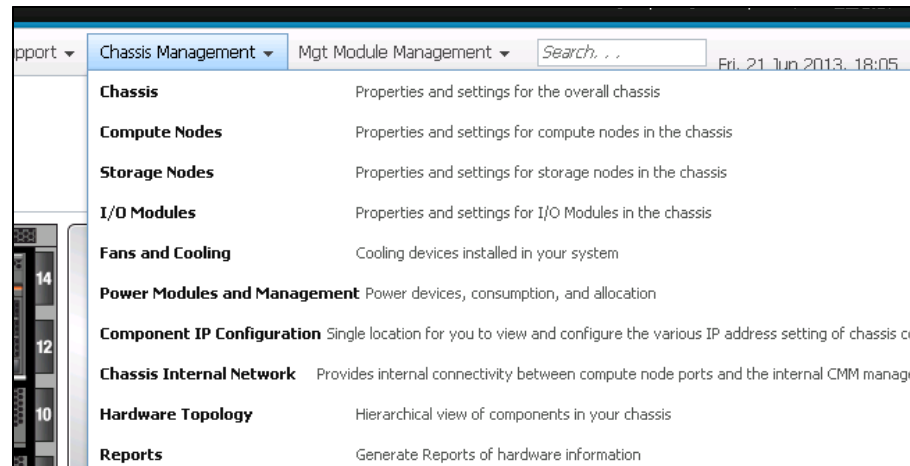 pport Chassis Management Mgt Module Management Search. . . Fri, 21 Jun 2013, 18:05
Chassis Properties and settings for the overall chassis
Compute Nodes Properties and settings for compute nodes in the chassis
Storage Nodes Properties and settings for storage nodes in the chassis
I/O Modules Properties and settings for I/O Modules in the chassis
Fans and Cooling Cooling devices installed in your system
14
Power Modules and Management Power devices, consumption, and allocation
Component IP Configuration Single location for you to view and configure the various IP address setting of chassis c
12
Chassis Internal Network Provides internal connectivity between compute node ports and the internal CMM manag
Hardware Topology Hierarchical view of components in your chassis
10
Reports Generate Reports of hardware information